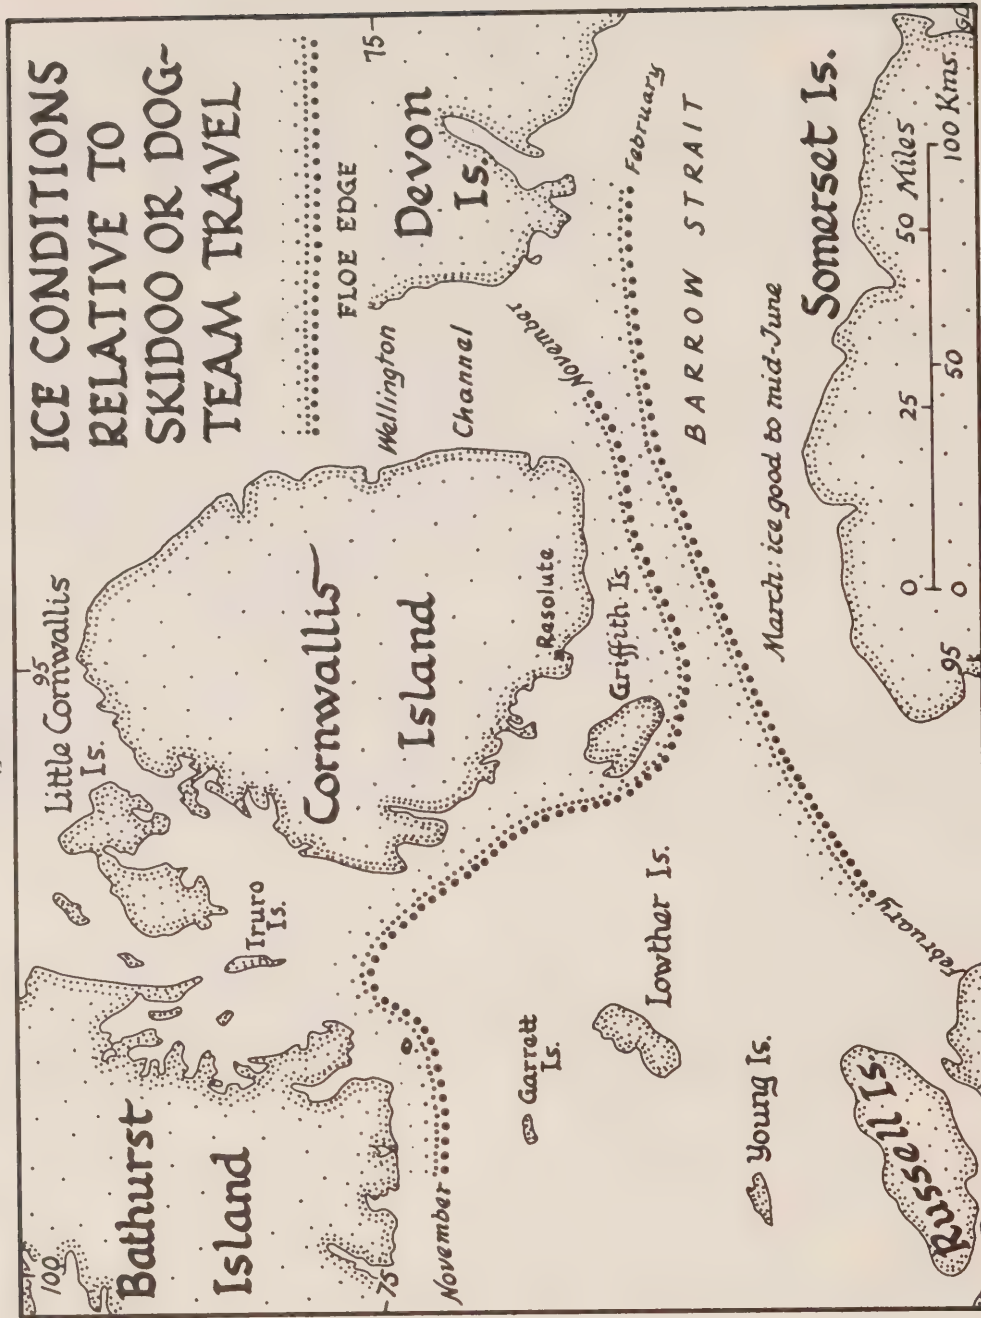 ICE CONDITIONS
RELATIVE TO
SKIDOO OR DOG-
TEAM TRAVEL
FLOE EDGE
100
95
Little Cornwallis
Is.
Bathurst
Island
Truro
Is.
Cornwallis
Island
Resolute
Wellington
Channel
75
Devon
Is.
75
November
November
Griffith Is.
February
Garrett
Is.
Lowther Is.
BARROW STRAIT
Young Is.
March: ice good to mid-June
Russell Is.
February
Somerset Is.
0 25 50 Miles
0 50 100 Kms.
95